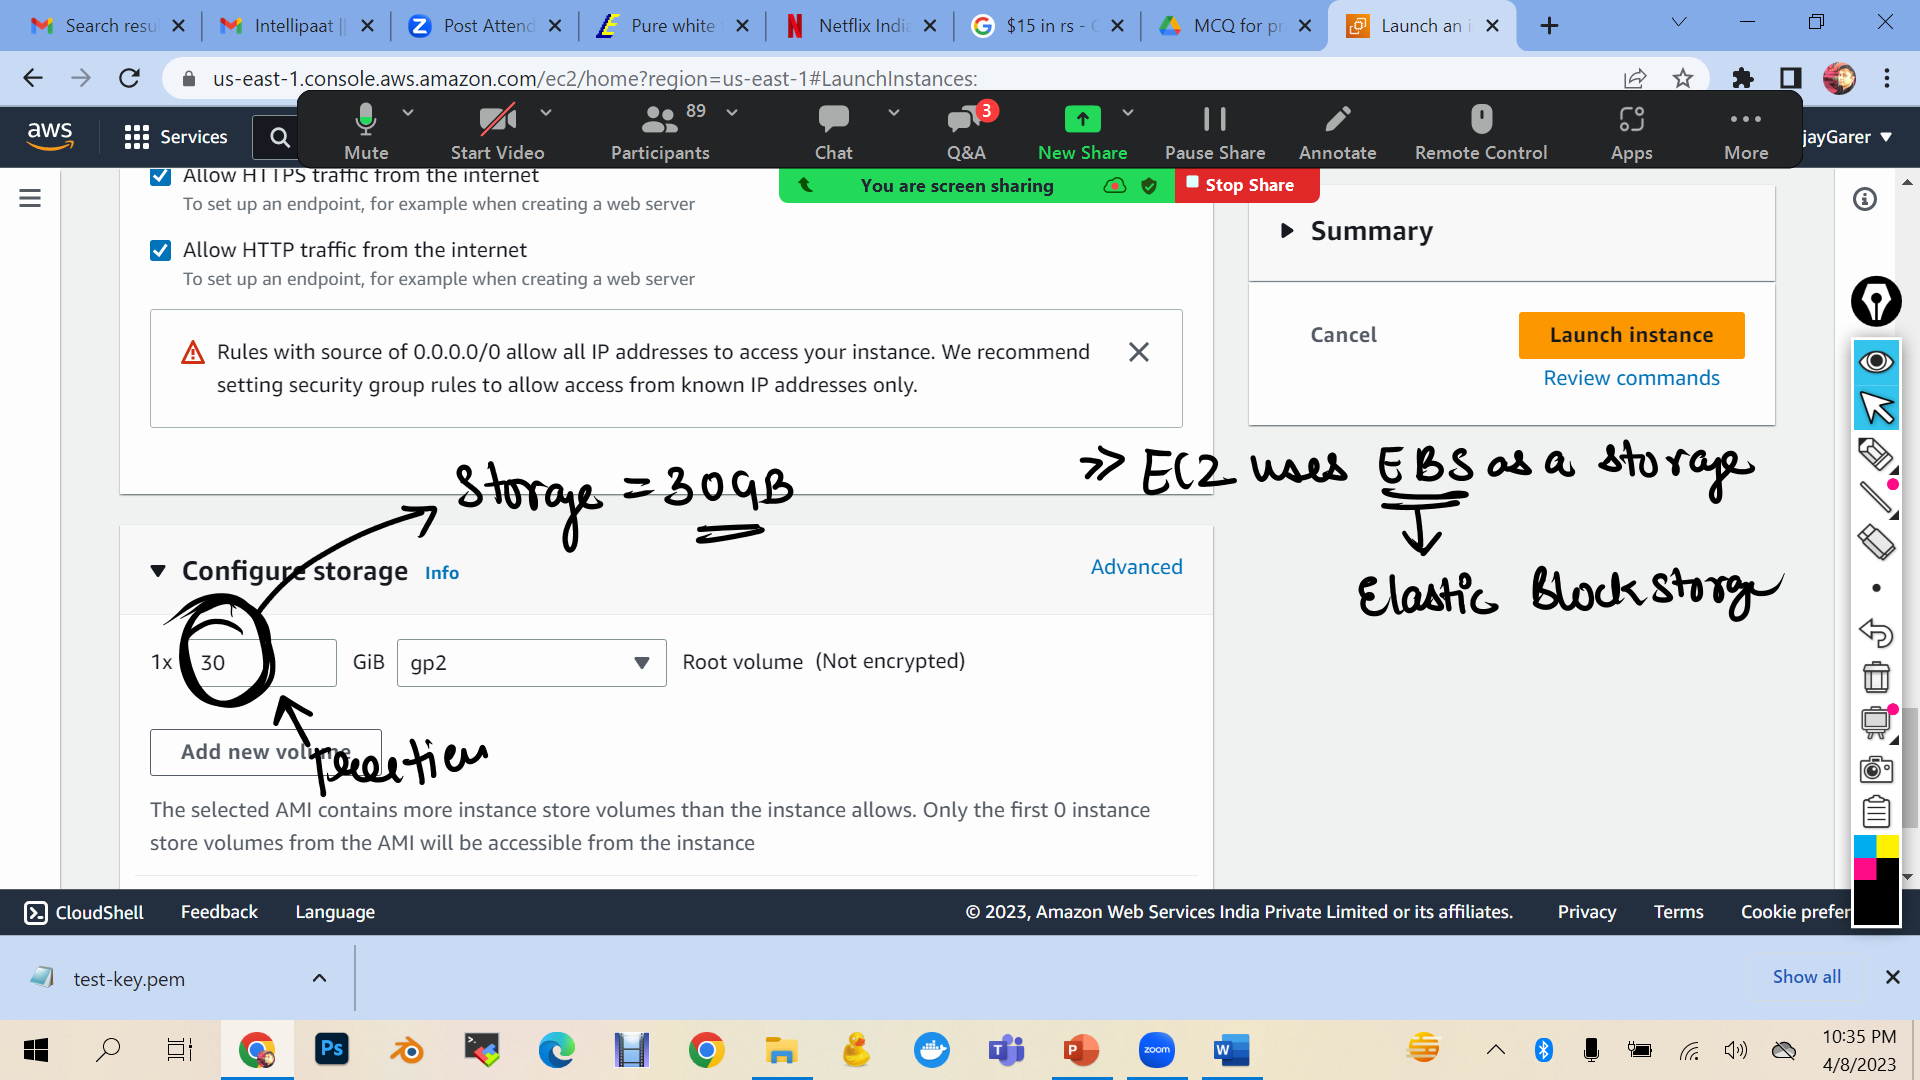 Search resu
Intellipaat ||
Post Attend
Pure white
Netflix India
$15 in rs -
MCQ for pr
Launch an i
us-east-1.console.aws.amazon.com/ec2/home?region=us-east-1#LaunchInstances:
aws
Services
Mute
Start Video
89
Participants
Chat
3
Q&A
New Share
Pause Share
Annotate
Remote Control
Apps
More
jayGarer
You are screen sharing
Stop Share
Allow HTTPS traffic from the internet
To set up an endpoint, for example when creating a web server
Allow HTTP traffic from the internet
To set up an endpoint, for example when creating a web server
Rules with source of 0.0.0.0/0 allow all IP addresses to access your instance. We recommend
setting security group rules to allow access from known IP addresses only.
Summary
Cancel
Launch instance
Review commands
Storage = 30GB
>> EC2 uses EBS as a storage
Elastic Block storge
Configure storage Info
Advanced
1x 30 GiB gp2 Root volume (Not encrypted)
Add new volume
The selected AMI contains more instance store volumes than the instance allows. Only the first 0 instance
store volumes from the AMI will be accessible from the instance
CloudShell
Feedback
Language
© 2023, Amazon Web Services India Private Limited or its affiliates.
Privacy
Terms
Cookie prefer
test-key.pem
Show all
Ps
zoom
W
10:35 PM
4/8/2023